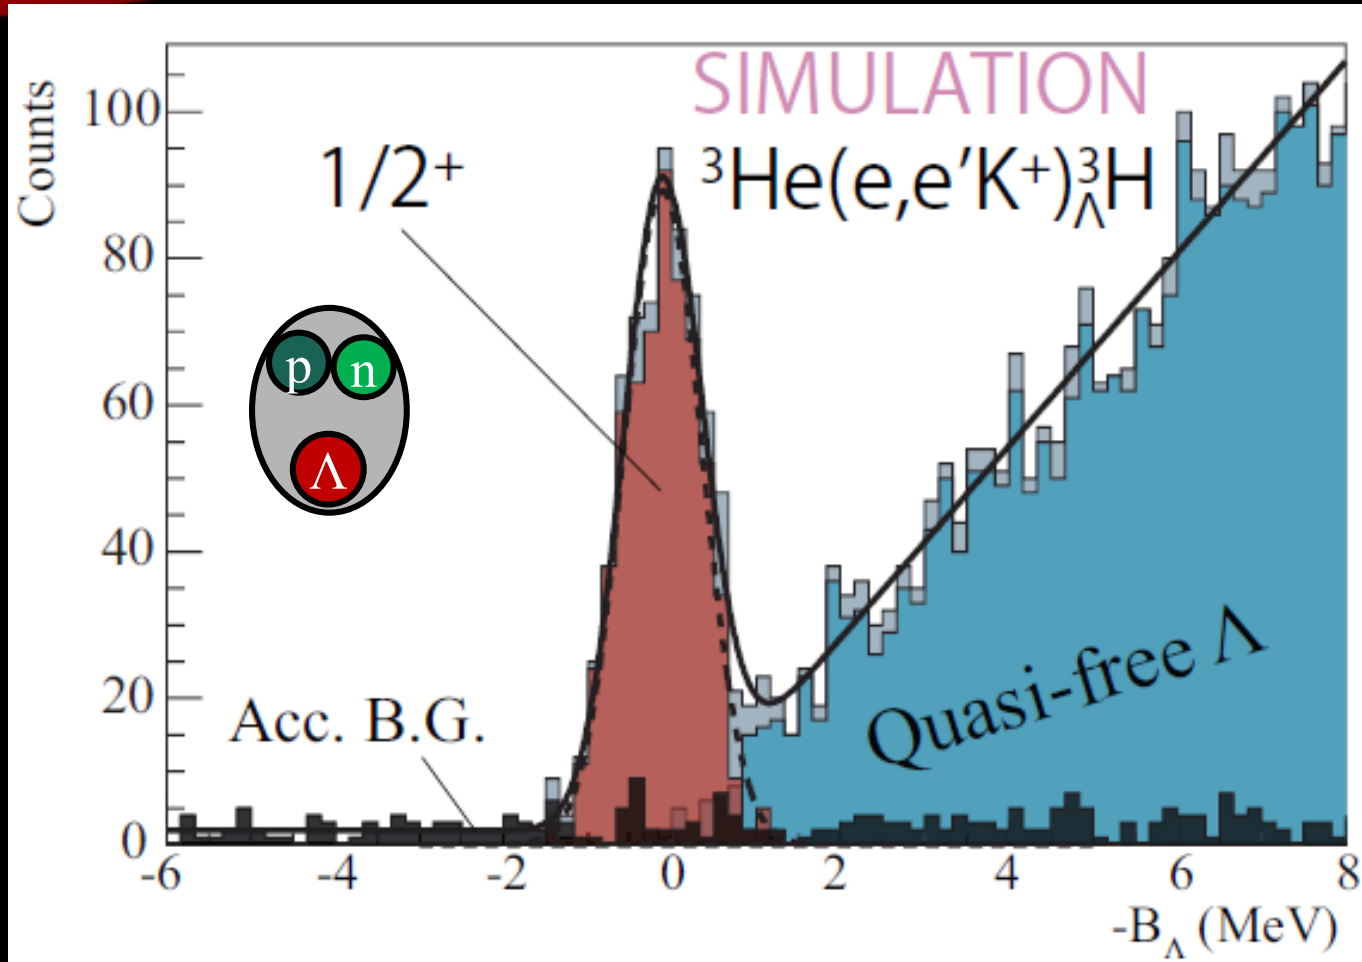 SIMULATION
1/2⁺
³He(e,e′K⁺)³ΛH
Counts
100
80
60
40
20
0
p n
Λ
Acc. B.G.
Quasi-free Λ
-6 -4 -2 0 2 4 6 8
-BΛ (MeV)